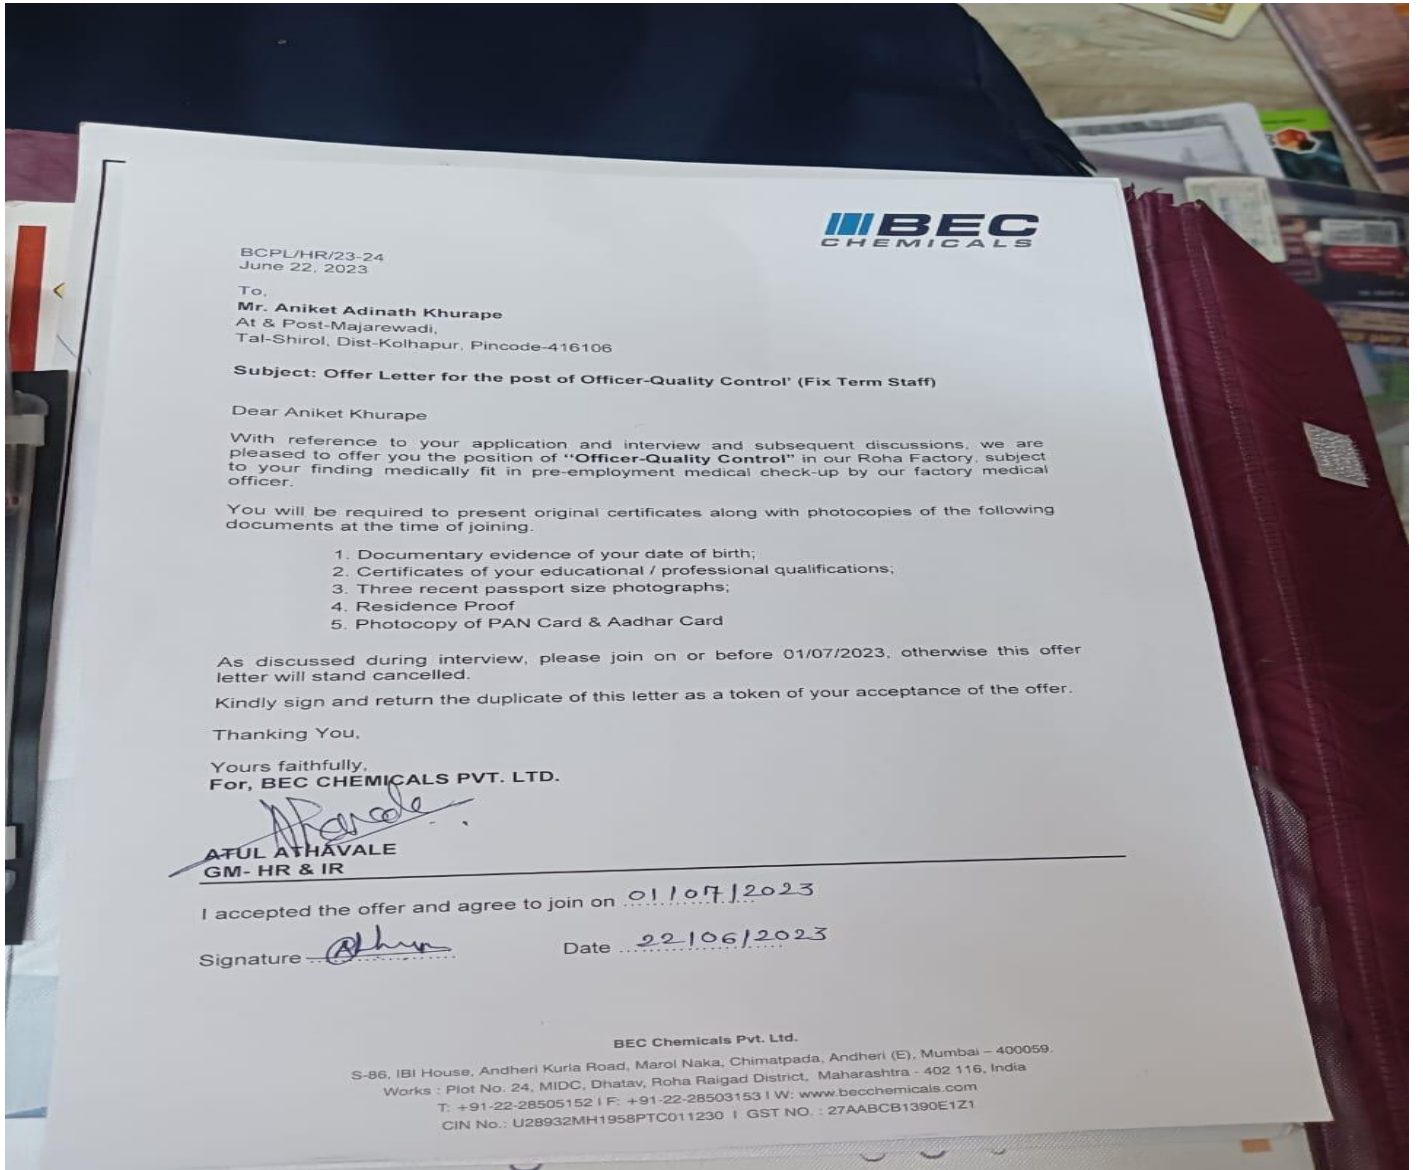 BEC
CHEMICALS
BCPL/HR/23-24
June 22, 2023
To,
Mr. Aniket Adinath Khurape
At & Post-Majarewadi,
Tal-Shirol, Dist-Kolhapur, Pincode-416106
Subject: Offer Letter for the post of Officer-Quality Control' (Fix Term Staff)
Dear Aniket Khurape
With reference to your application and interview and subsequent discussions, we are
pleased to offer you the position of “Officer-Quality Control” in our Roha Factory, subject
to your finding medically fit in pre-employment medical check-up by our factory medical
officer.
You will be required to present original certificates along with photocopies of the following
documents at the time of joining.
1. Documentary evidence of your date of birth;
2. Certificates of your educational / professional qualifications;
3. Three recent passport size photographs;
4. Residence Proof
5. Photocopy of PAN Card & Aadhar Card
As discussed during interview, please join on or before 01/07/2023, otherwise this offer
letter will stand cancelled.
Kindly sign and return the duplicate of this letter as a token of your acceptance of the offer.
Thanking You,
Yours faithfully,
For, BEC CHEMICALS PVT. LTD.
ATUL ATHAVALE
GM- HR & IR
I accepted the offer and agree to join on 01/07/2023
Signature Date 22/06/2023
BEC Chemicals Pvt. Ltd.
S-86, IBI House, Andheri Kurla Road, Marol Naka, Chimatpada, Andheri (E), Mumbai – 400059.
Works : Plot No. 24, MIDC, Dhatav, Roha Raigad District, Maharashtra - 402 116, India
T: +91-22-28505152 I F: +91-22-28503153 I W: www.becchemicals.com
CIN No.: U28932MH1958PTC011230 I GST NO. : 27AABCB1390E1Z1